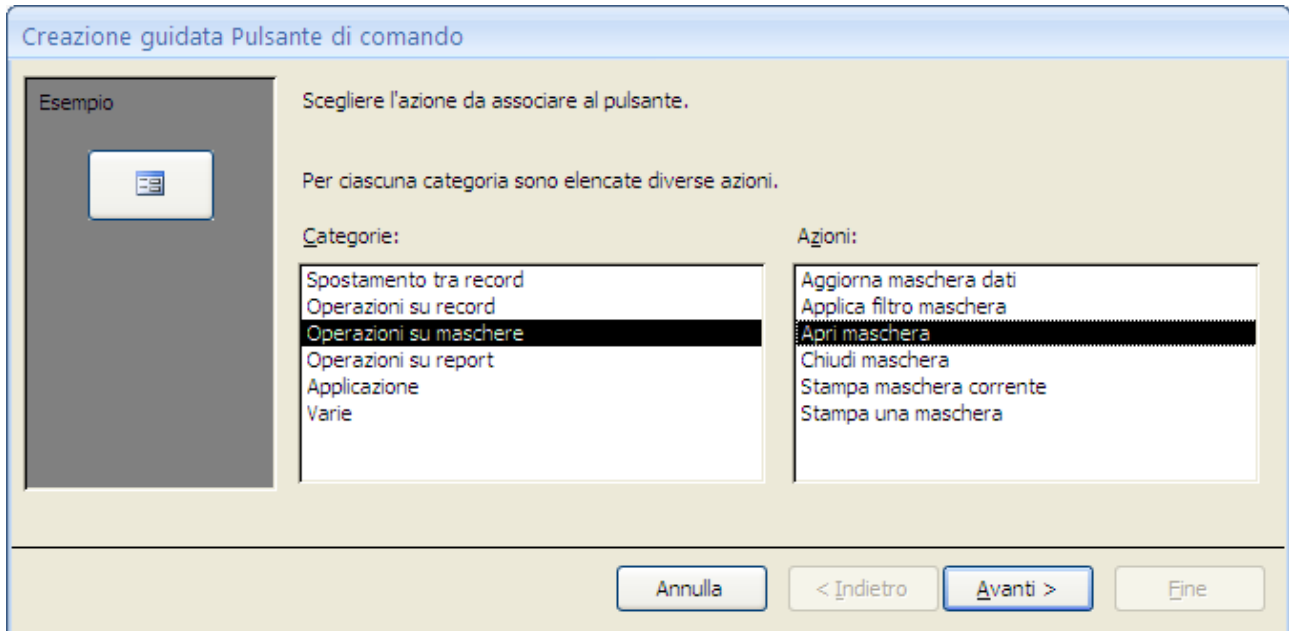 Creazione guidata Pulsante di comando
Esempio
Scegliere l'azione da associare al pulsante.
Per ciascuna categoria sono elencate diverse azioni.
Categorie:
Spostamento tra record
Operazioni su record
Operazioni su maschere
Operazioni su report
Applicazione
Varie
Azioni:
Aggiorna maschera dati
Applica filtro maschera
Apri maschera
Chiudi maschera
Stampa maschera corrente
Stampa una maschera
Annulla
< Indietro
Avanti >
Fine